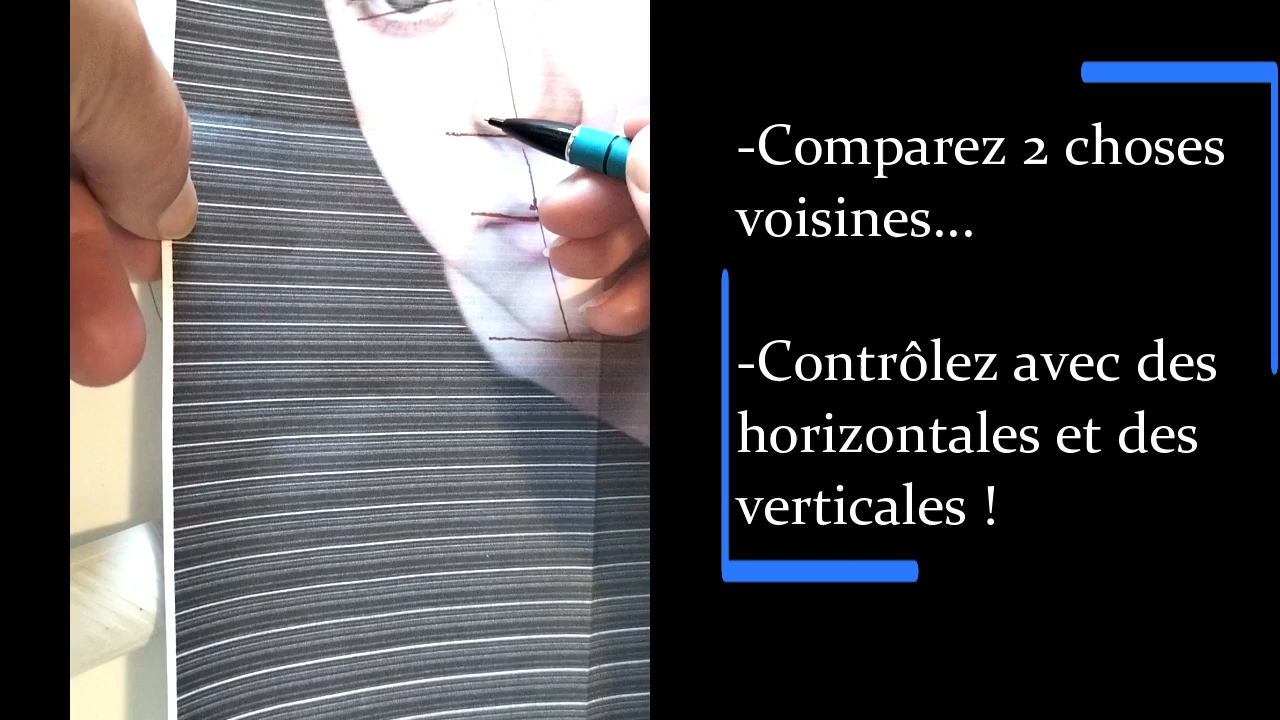 -Comparez 2 choses
voisines...
-Contrôlez avec des
horizontales et des
verticales !